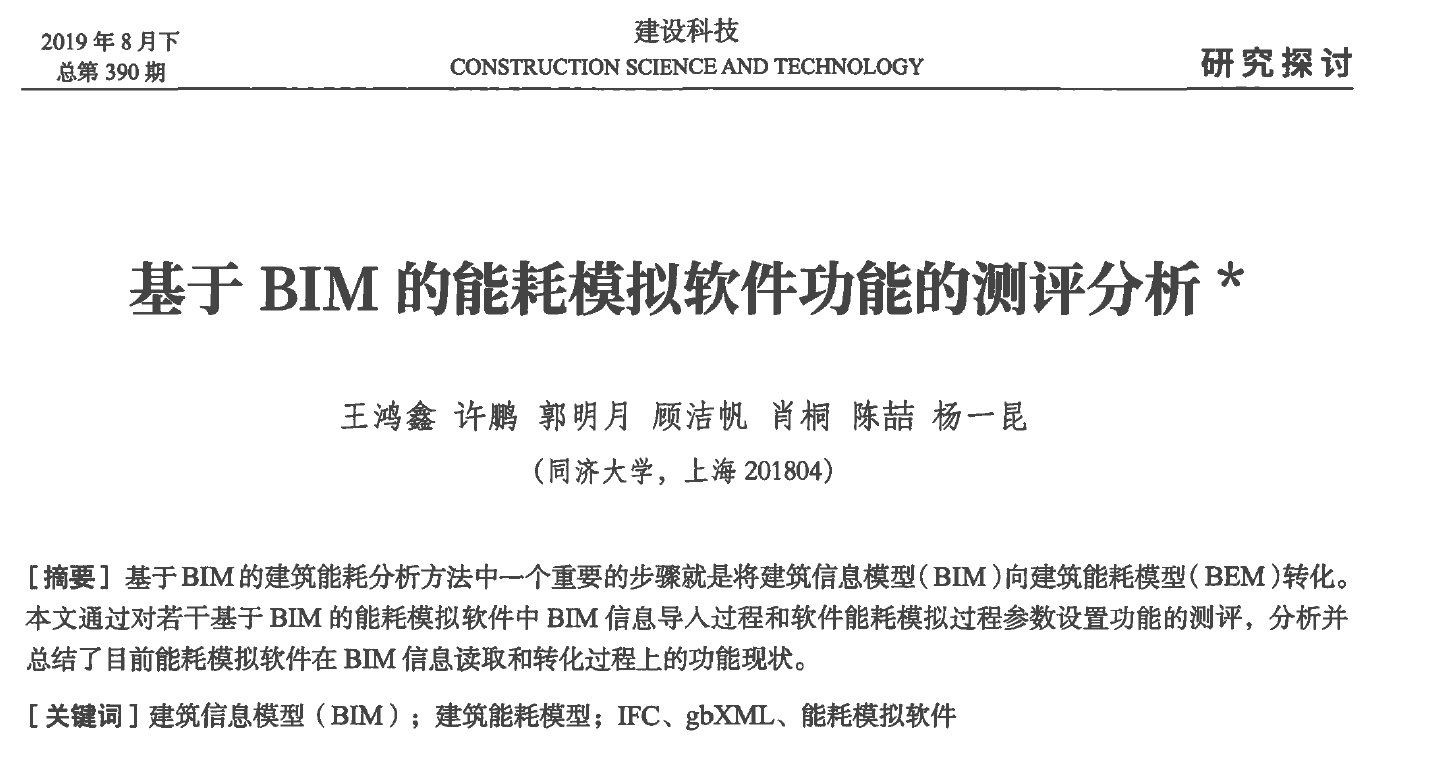 2019 年 8 月下
总第 390 期
建设科技
CONSTRUCTION SCIENCE AND TECHNOLOGY
研究探讨
基于 BIM 的能耗模拟软件功能的测评分析 *
王鸿鑫 许鹏 郭明月 顾洁帆 肖桐 陈喆 杨一昆
(同济大学，上海 201804)
[ 摘要 ] 基于 BIM 的建筑能耗分析方法中一个重要的步骤就是将建筑信息模型( BIM )向建筑能耗模型( BEM )转化。
本文通过对若干基于 BIM 的能耗模拟软件中 BIM 信息导入过程和软件能耗模拟过程参数设置功能的测评，分析并
总结了目前能耗模拟软件在 BIM 信息读取和转化过程上的功能现状。
[ 关键词 ] 建筑信息模型（ BIM ）；建筑能耗模型；IFC、gbXML、能耗模拟软件